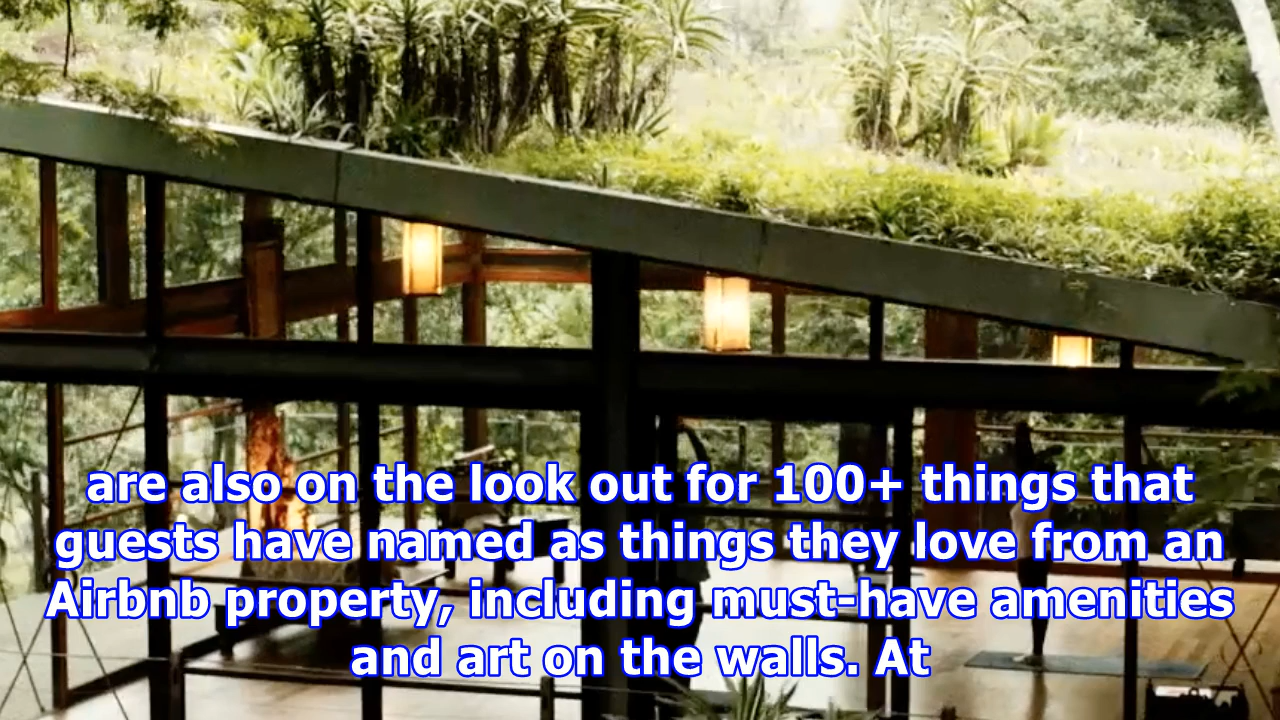 are also on the look out for 100+ things that
guests have named as things they love from an
Airbnb property, including must-have amenities
and art on the walls. At